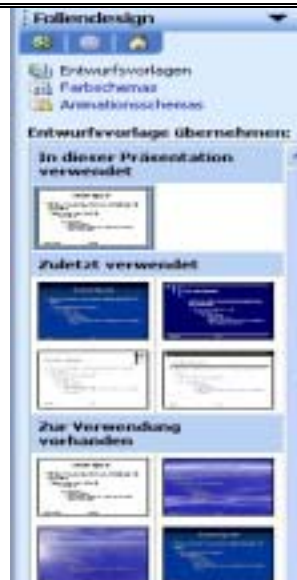 Foliendesign
Entwurfsvorlagen
Farbschemas
Animationsschemas
Entwurfsvorlage übernehmen:
In dieser Präsentation
verwendet
Zuletzt verwendet
Zur Verwendung
vorhanden